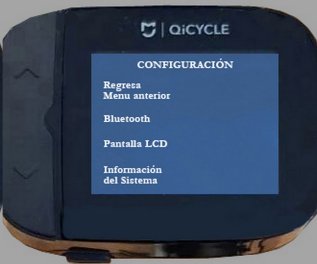 QiCYCLE
CONFIGURACIÓN
Regresa
Menu anterior
Bluetooth
Pantalla LCD
Información
del Sistema